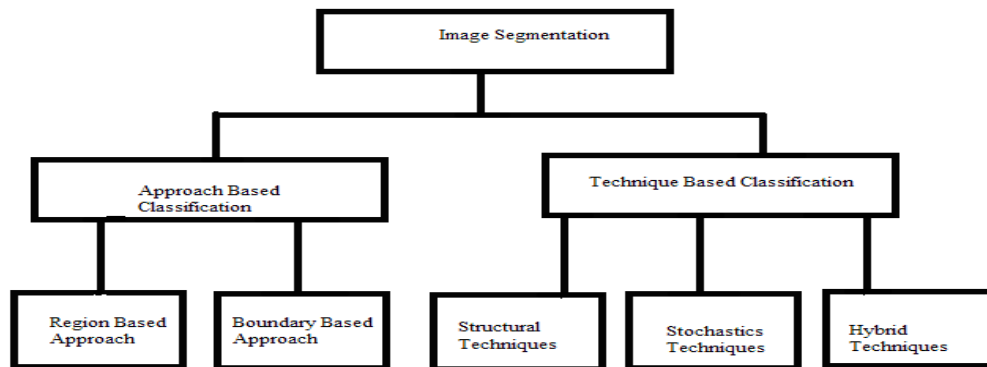 Image Segmentation
Approach Based
Classification
Technique Based Classification
Region Based
Approach
Boundary Based
Approach
Structural
Techniques
Stochastics
Techniques
Hybrid
Techniques